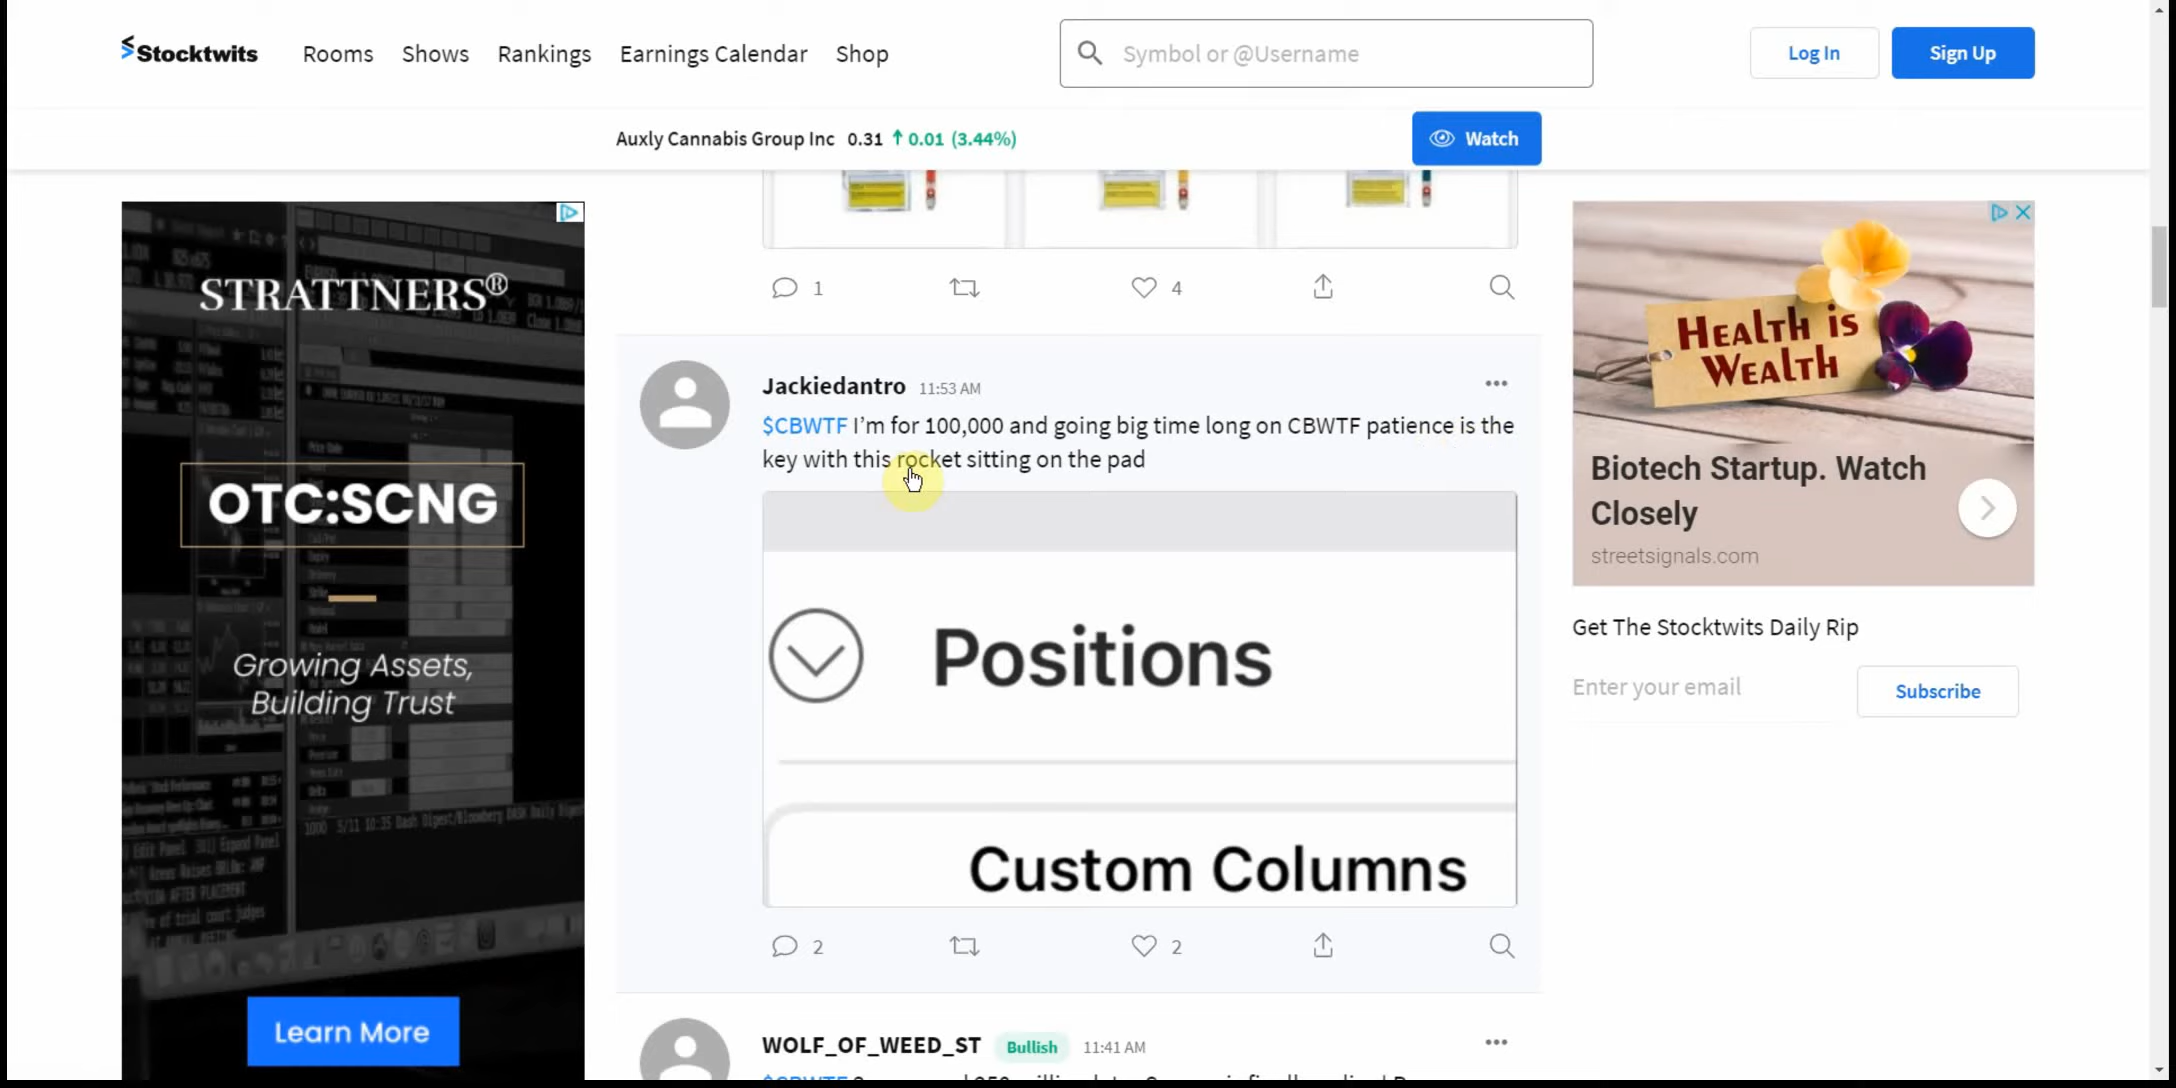 Stocktwits
Rooms
Shows
Rankings
Earnings Calendar
Shop
Symbol or @Username
Log In
Sign Up
Auxly Cannabis Group Inc 0.31 ↑ 0.01 (3.44%)
Watch
STRATTNERS®
OTC:SCNG
Growing Assets,
Building Trust
Learn More
1
4
Jackiedantro 11:53 AM
$CBWTF I’m for 100,000 and going big time long on CBWTF patience is the
key with this rocket sitting on the pad
Positions
Custom Columns
2
2
WOLF_OF_WEED_ST Bullish 11:41 AM
HEALTH IS
WEALTH
Biotech Startup. Watch
Closely
streetsignals.com
Get The Stocktwits Daily Rip
Enter your email
Subscribe